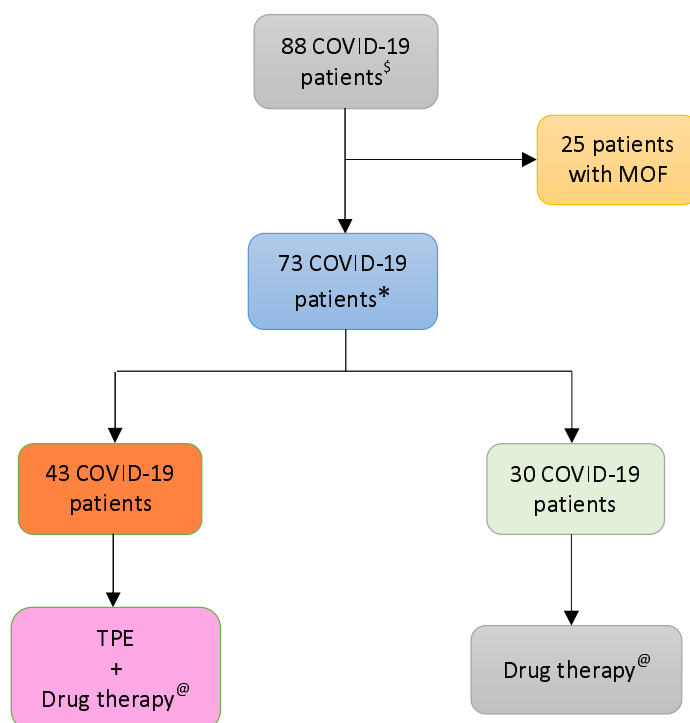 88 COVID-19
patients$
25 patients
with MOF
73 COVID-19
patients*
43 COVID-19
patients
30 COVID-19
patients
TPE
+
Drug therapy@
Drug therapy@